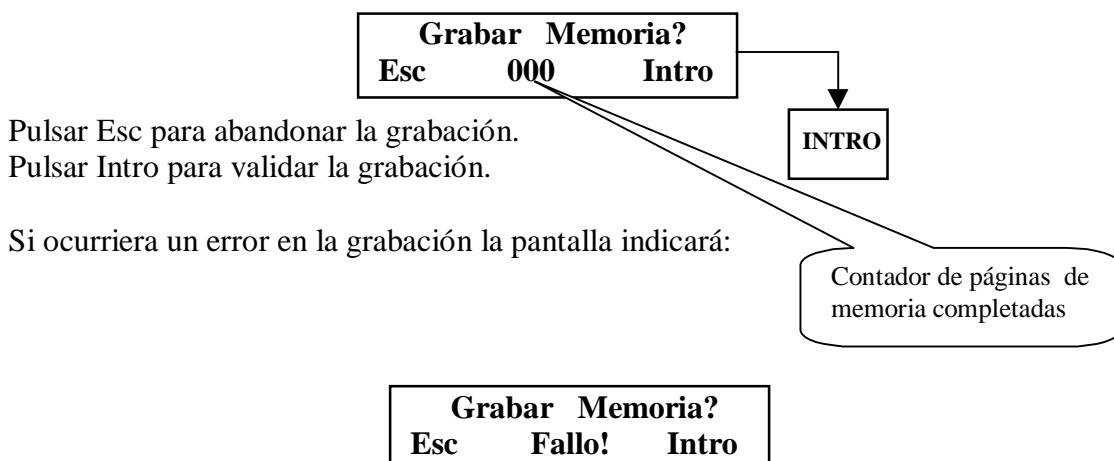 Grabar Memoria?
Esc 000 Intro
INTRO
Pulsar Esc para abandonar la grabación.
Pulsar Intro para validar la grabación.
Si ocurriera un error en la grabación la pantalla indicará:
Contador de páginas de
memoria completadas
Grabar Memoria?
Esc Fallo! Intro